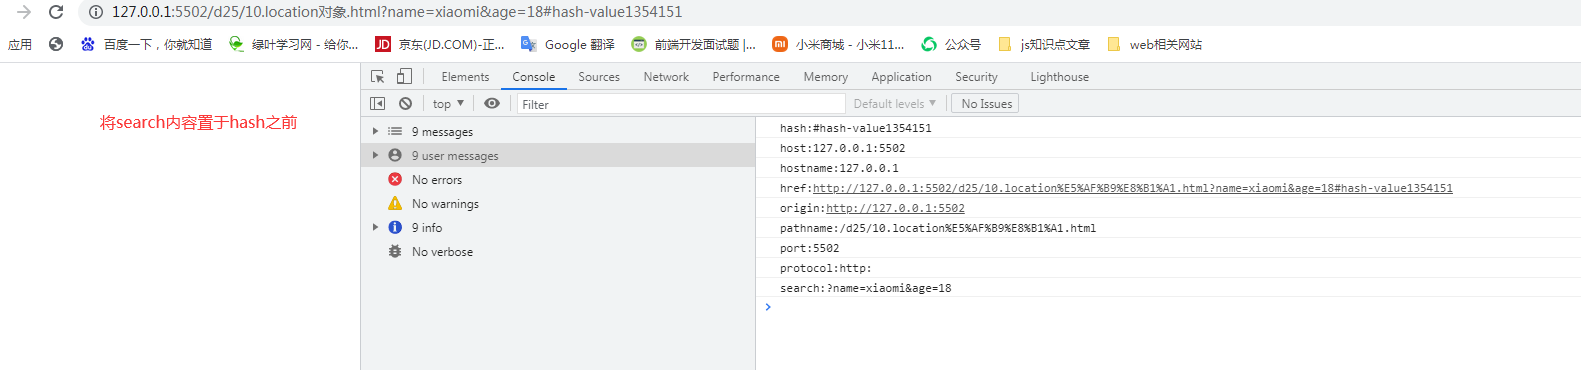 127.0.0.1:5502/d25/10.location对象.html?name=xiaomi&age=18#hash-value1354151
应用 百度一下，你就知道 绿叶学习网 - 给你... 京东(JD.COM)-正... Google 翻译 前端开发面试题 |... 小米商城 - 小米11... 公众号 js知识点文章 web相关网站
Elements Console Sources Network Performance Memory Application Security Lighthouse
top Filter Default levels No Issues
将search内容置于hash之前
9 messages
9 user messages
No errors
No warnings
9 info
No verbose
hash:#hash-value1354151
host:127.0.0.1:5502
hostname:127.0.0.1
href:http://127.0.0.1:5502/d25/10.location%E5%AF%B9%E8%B1%A1.html?name=xiaomi&age=18#hash-value1354151
origin:http://127.0.0.1:5502
pathname:/d25/10.location%E5%AF%B9%E8%B1%A1.html
port:5502
protocol:http:
search:?name=xiaomi&age=18